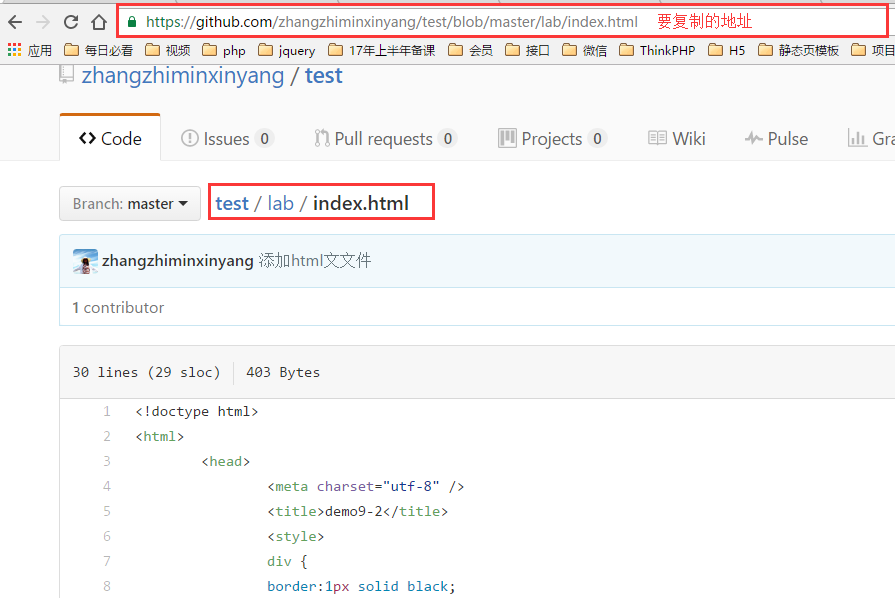 https://github.com/zhangzhiminxinyang/test/blob/master/lab/index.html 要复制的地址
应用 每日必看 视频 php jquery 17年上半年备课 会员 接口 微信 ThinkPHP H5 静态页模板 项目
zhangzhiminxinyang / test
Code Issues 0 Pull requests 0 Projects 0 Wiki Pulse Gra
Branch: master test / lab / index.html
zhangzhiminxinyang 添加html文文件
1 contributor
30 lines (29 sloc) 403 Bytes
1 <!doctype html>
2 <html>
3 <head>
4 <meta charset="utf-8" />
5 <title>demo9-2</title>
6 <style>
7 div {
8 border:1px solid black;